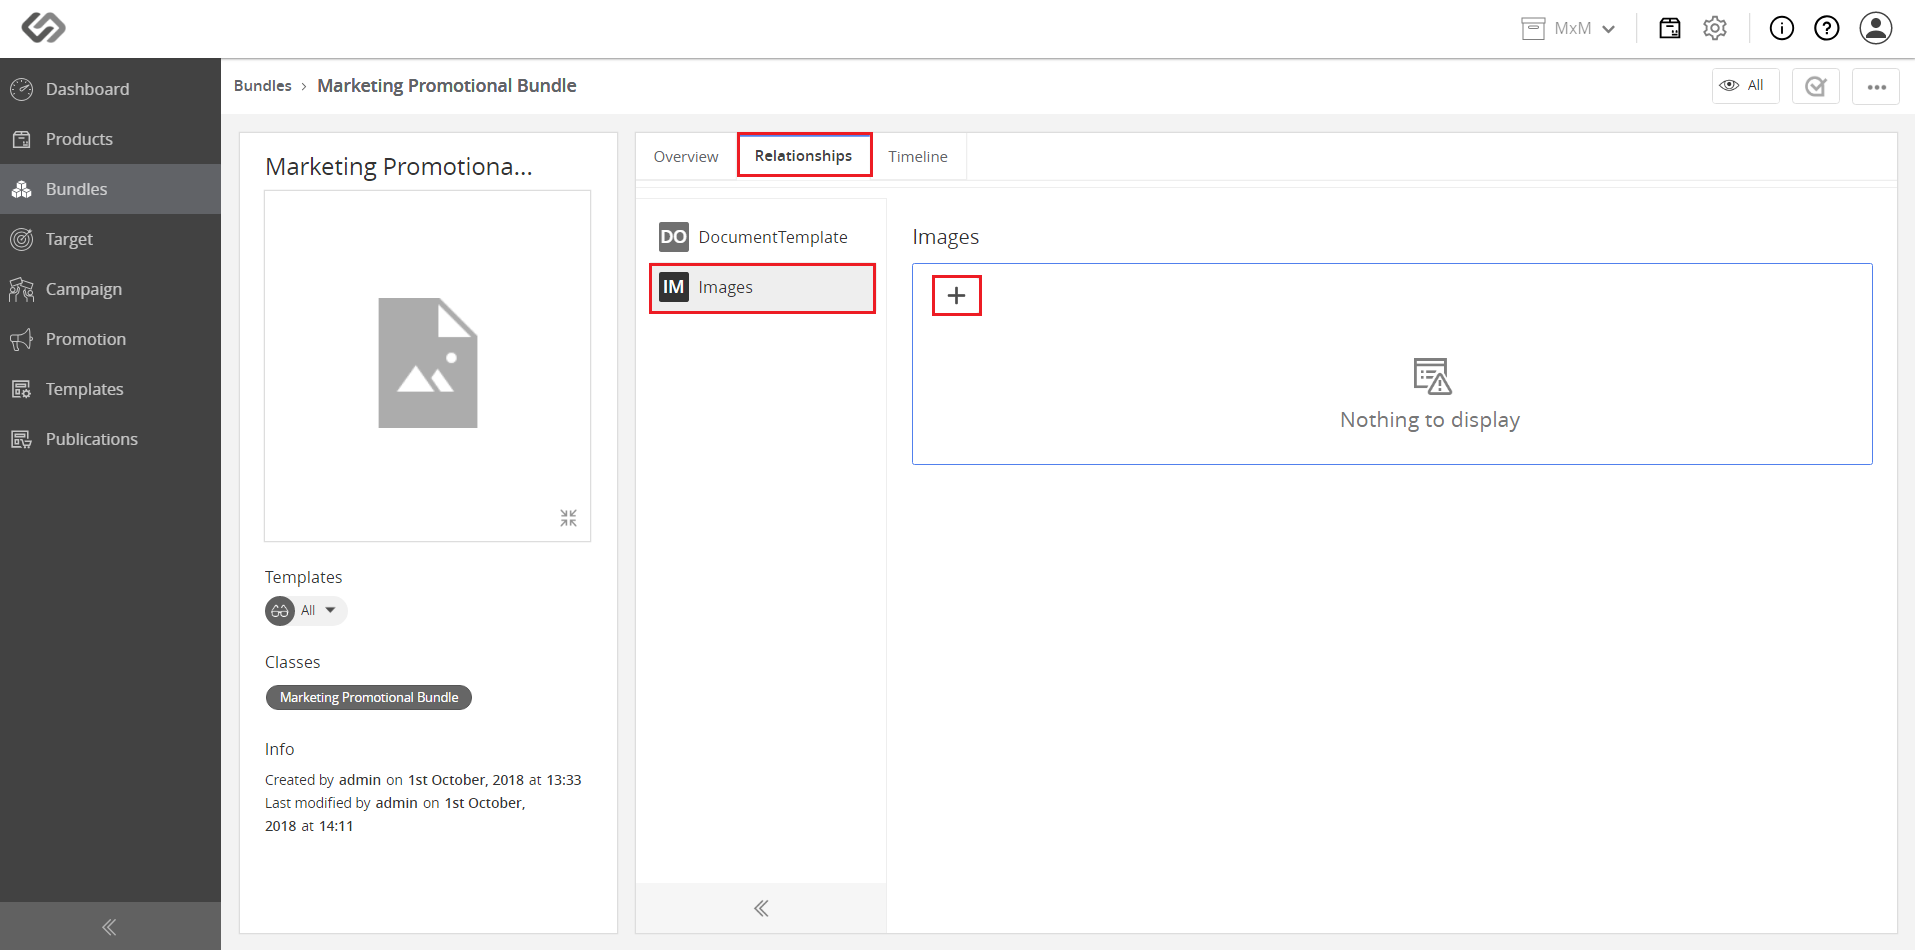 MxM
Dashboard
Products
Bundles
Target
Campaign
Promotion
Templates
Publications
Bundles › Marketing Promotional Bundle
All
Marketing Promotiona...
Templates
All
Classes
Marketing Promotional Bundle
Info
Created by admin on 1st October, 2018 at 13:33
Last modified by admin on 1st October,
2018 at 14:11
Overview
Relationships
Timeline
DO DocumentTemplate
IM Images
Images
Nothing to display